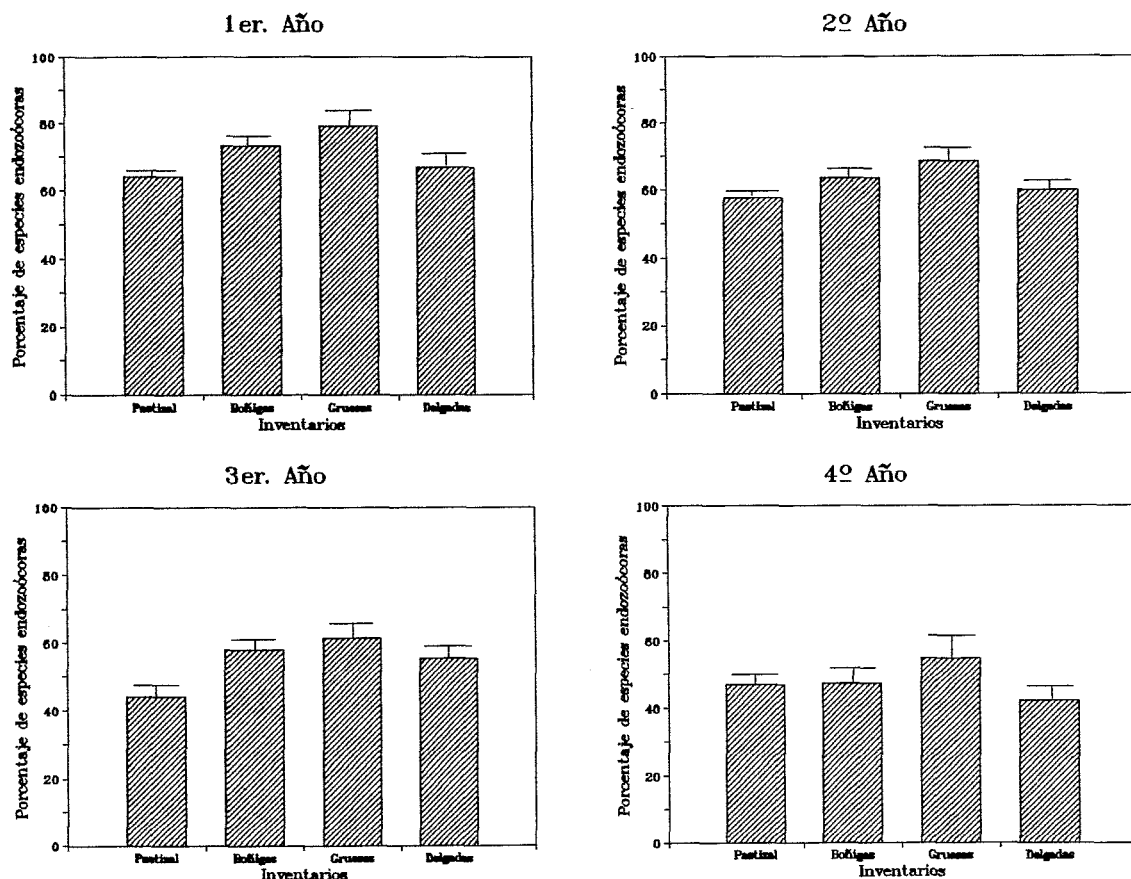 1er. Año
Porcentaje de especies endozoócoras
100
80
60
40
20
0
Pastizal Boñigas Gruesas Delgadas
Inventarios
2º Año
Porcentaje de especies endozoócoras
100
80
60
40
20
0
Pastizal Boñigas Gruesas Delgadas
Inventarios
3er. Año
Porcentaje de especies endozoócoras
100
80
60
40
20
0
Pastizal Boñigas Gruesas Delgadas
Inventarios
4º Año
Porcentaje de especies endozoócoras
100
80
60
40
20
0
Pastizal Boñigas Gruesas Delgadas
Inventarios